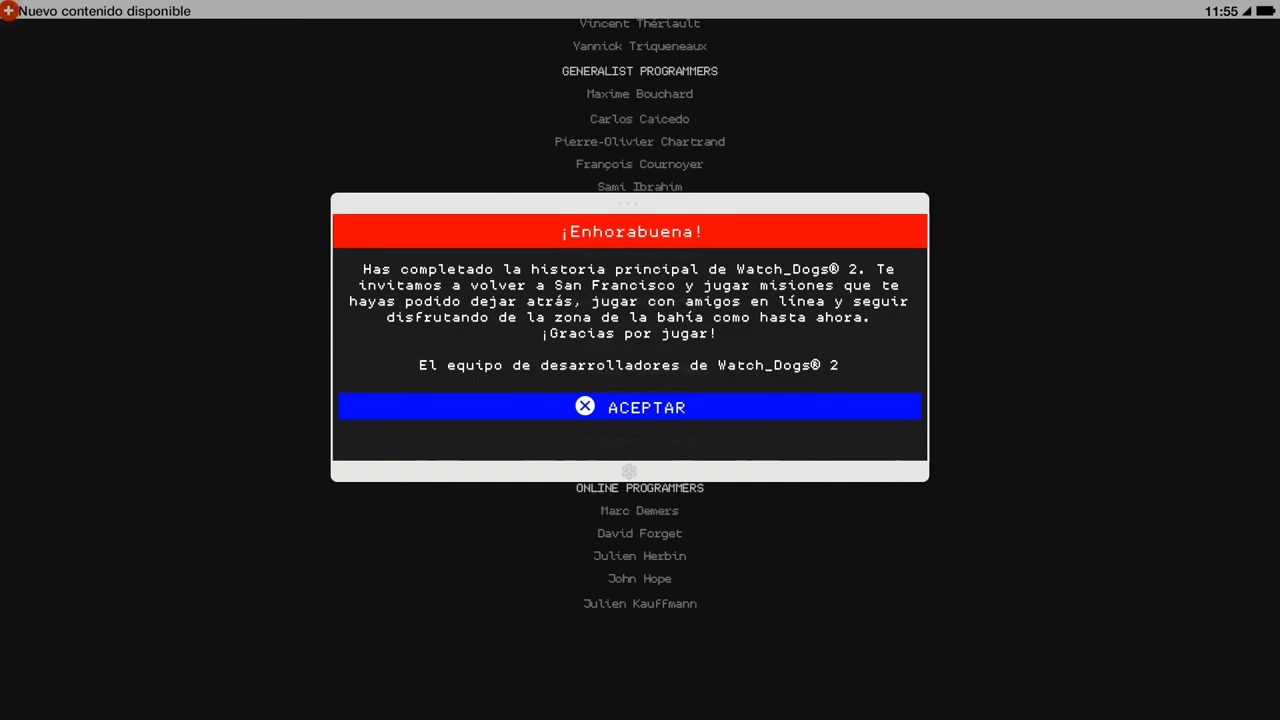 Nuevo contenido disponible
11:55
Vincent Thériault
Yannick Triqueneaux
GENERALIST PROGRAMMERS
Maxime Bouchard
Carlos Caicedo
Pierre-Olivier Chartrand
François Cournoyer
Sami Ibrahim
¡Enhorabuena!
Has completado la historia principal de Watch_Dogs® 2. Te
invitamos a volver a San Francisco y jugar misiones que te
hayas podido dejar atrás, jugar con amigos en línea y seguir
disfrutando de la zona de la bahía como hasta ahora.
¡Gracias por jugar!
El equipo de desarrolladores de Watch_Dogs® 2
ACEPTAR
ONLINE PROGRAMMERS
Marc Demers
David Forget
Julien Herbin
John Hope
Julien Kauffmann